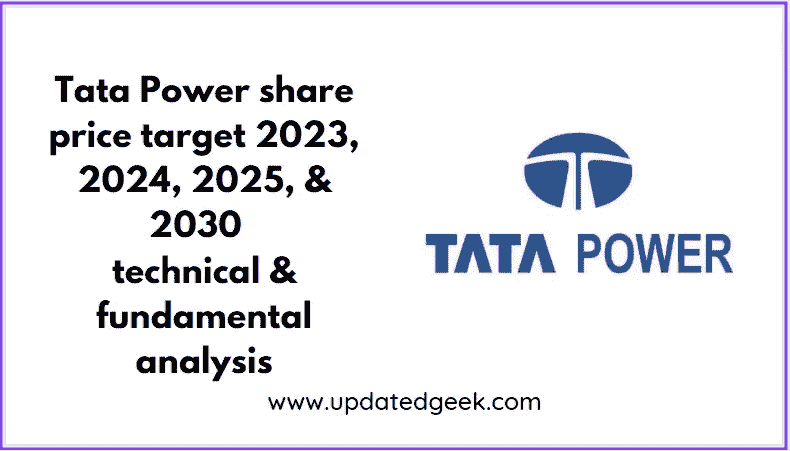 Tata Power share
price target 2023,
2024, 2025, &
2030
technical &
fundamental
analysis
TATA POWER
www.updatedgeek.com